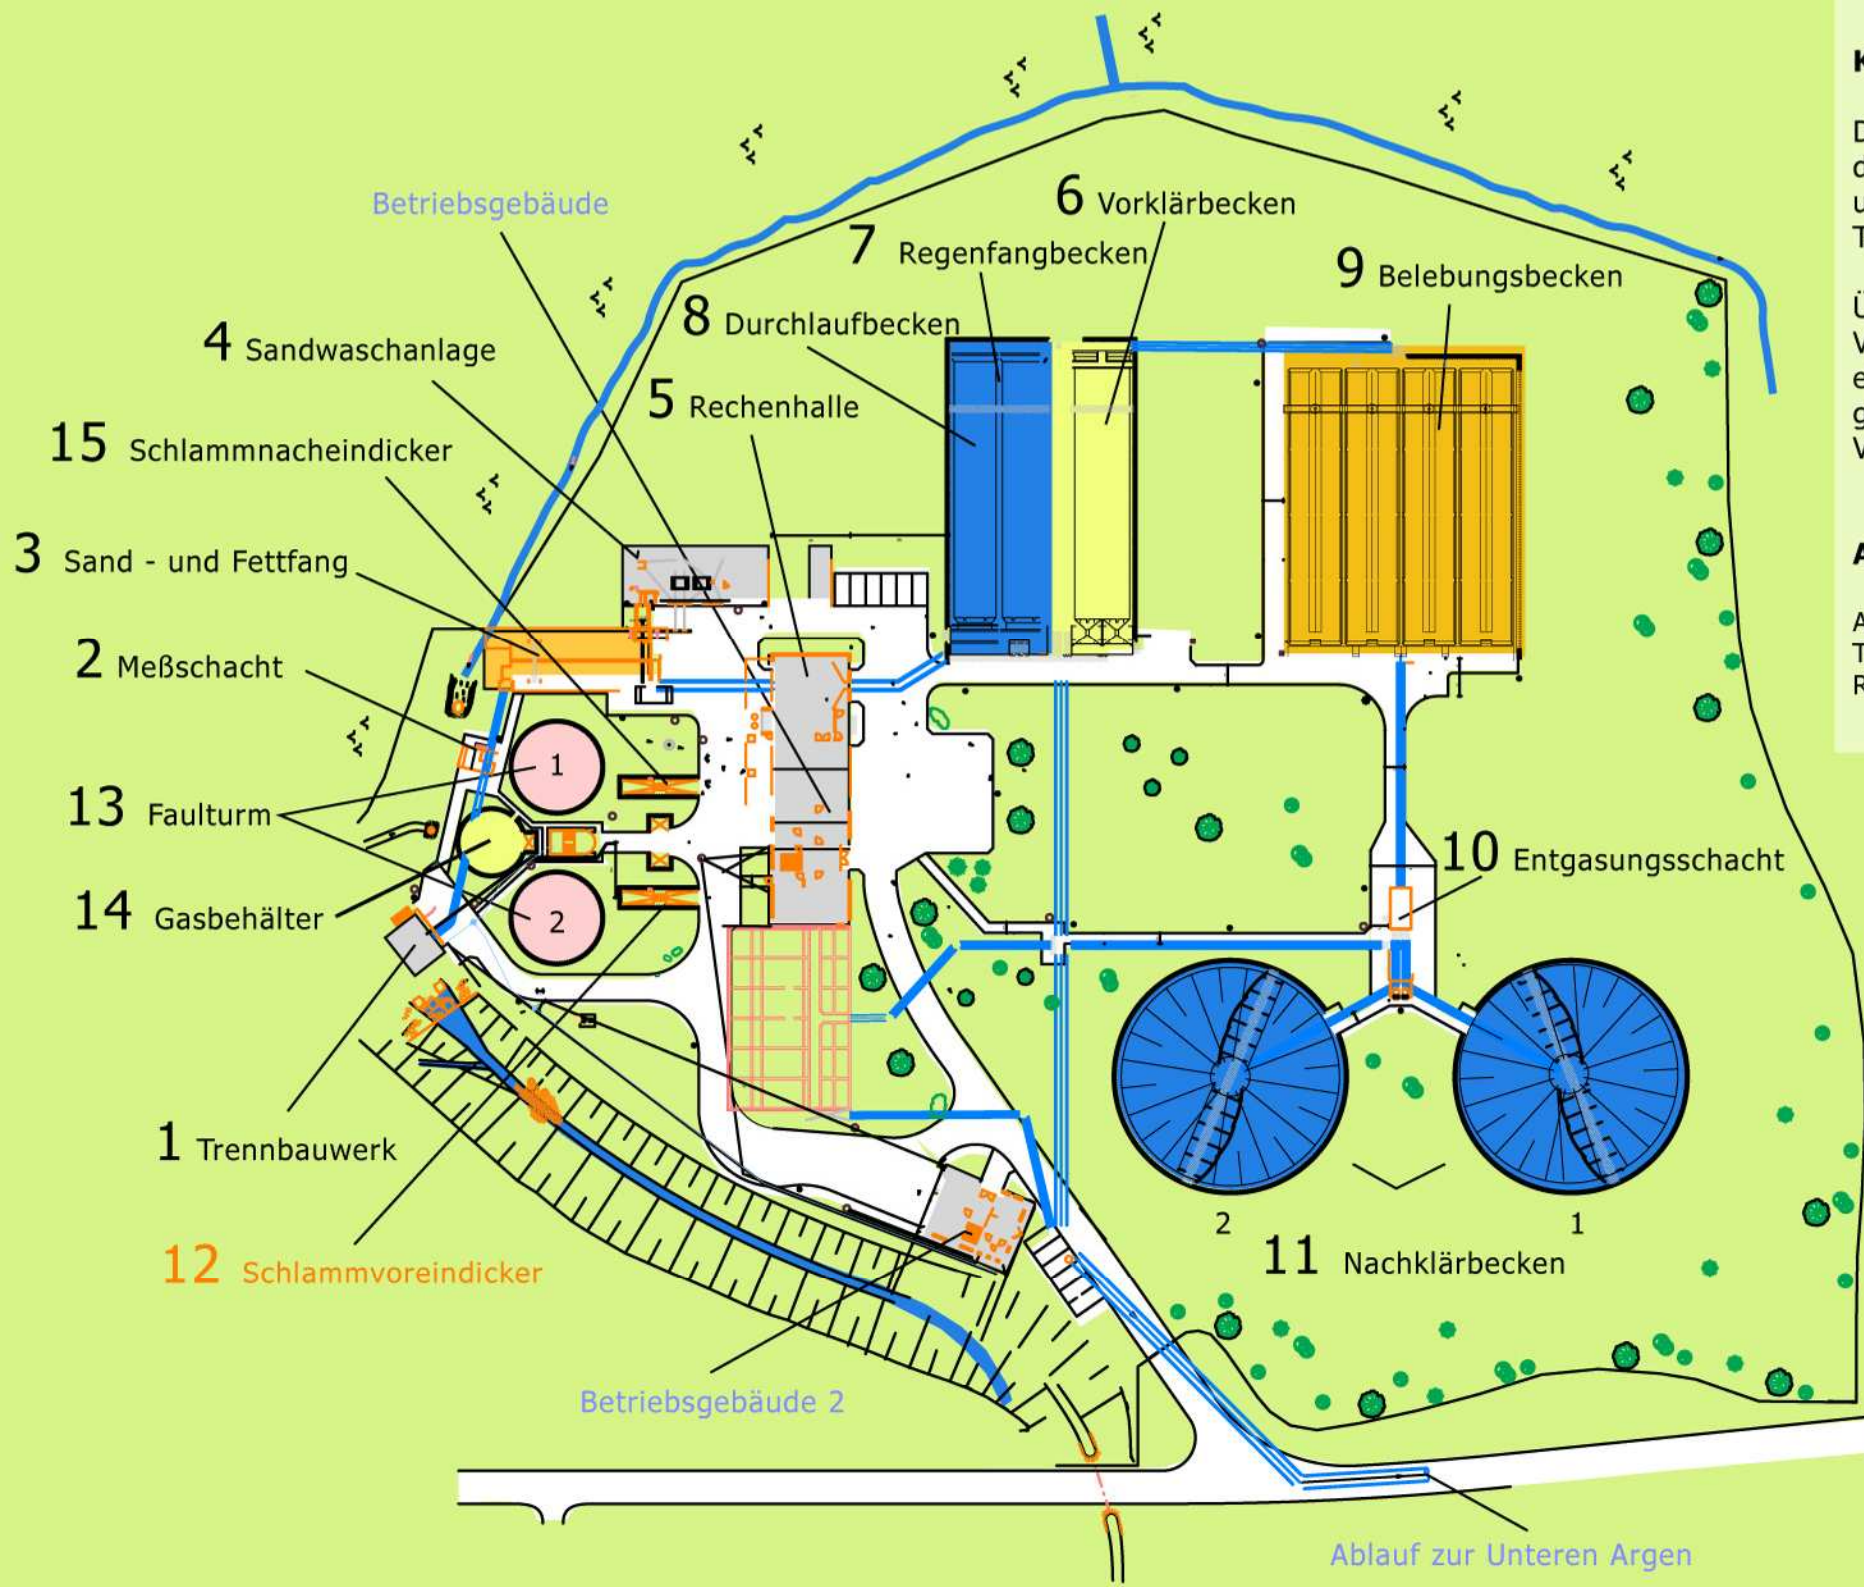 Betriebsgebäude
6 Vorklärbecken
7 Regenfangbecken
9 Belebungsbecken
8 Durchlaufbecken
4 Sandwaschanlage
5 Rechenhalle
15 Schlammnacheindicker
3 Sand - und Fettfang
2 Meßschacht
1
13 Faulturm
10 Entgasungsschacht
14 Gasbehälter
2
1 Trennbauwerk
2
1
11 Nachklärbecken
12 Schlammvoreindicker
Betriebsgebäude 2
Ablauf zur Unteren Argen